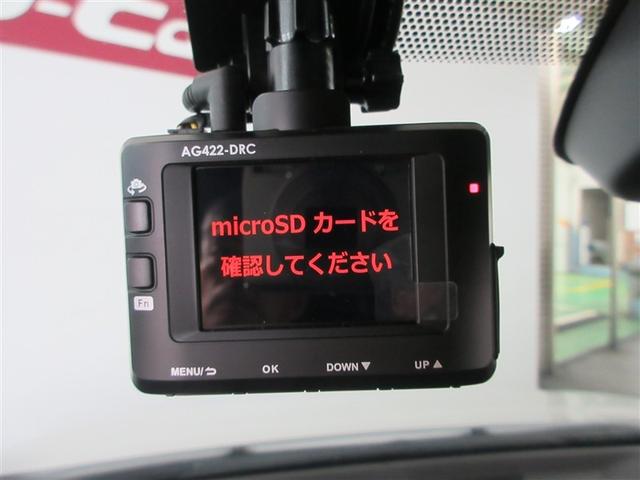 AG422-DRC
microSD カードを
確認してください
Fn
MENU/
OK
DOWN ▼
UP ▲